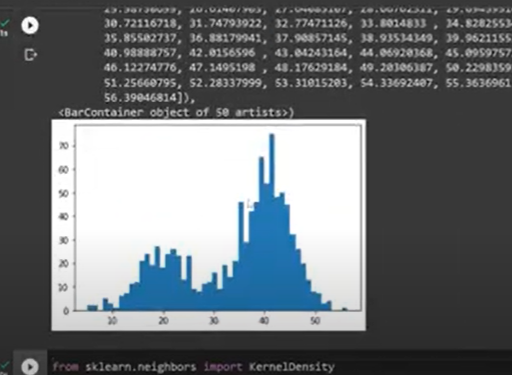 30.72116718, 31.74793922, 32.77471126, 33.8014833 , 34.8282553
35.85502737, 36.88179941, 37.90857145, 38.93534349, 39.9621155
40.98888757, 42.0156596 , 43.04243164, 44.06920368, 45.0959757
46.12274776, 47.1495198 , 48.17629184, 49.20306387, 50.2298359
51.25660795, 52.28337999, 53.31015203, 54.33692407, 55.3636961
56.39046814]),
<BarContainer object of 50 artists>)
70
60
50
40
30
20
10
0
10 20 30 40 50
from sklearn.neighbors import KernelDensity